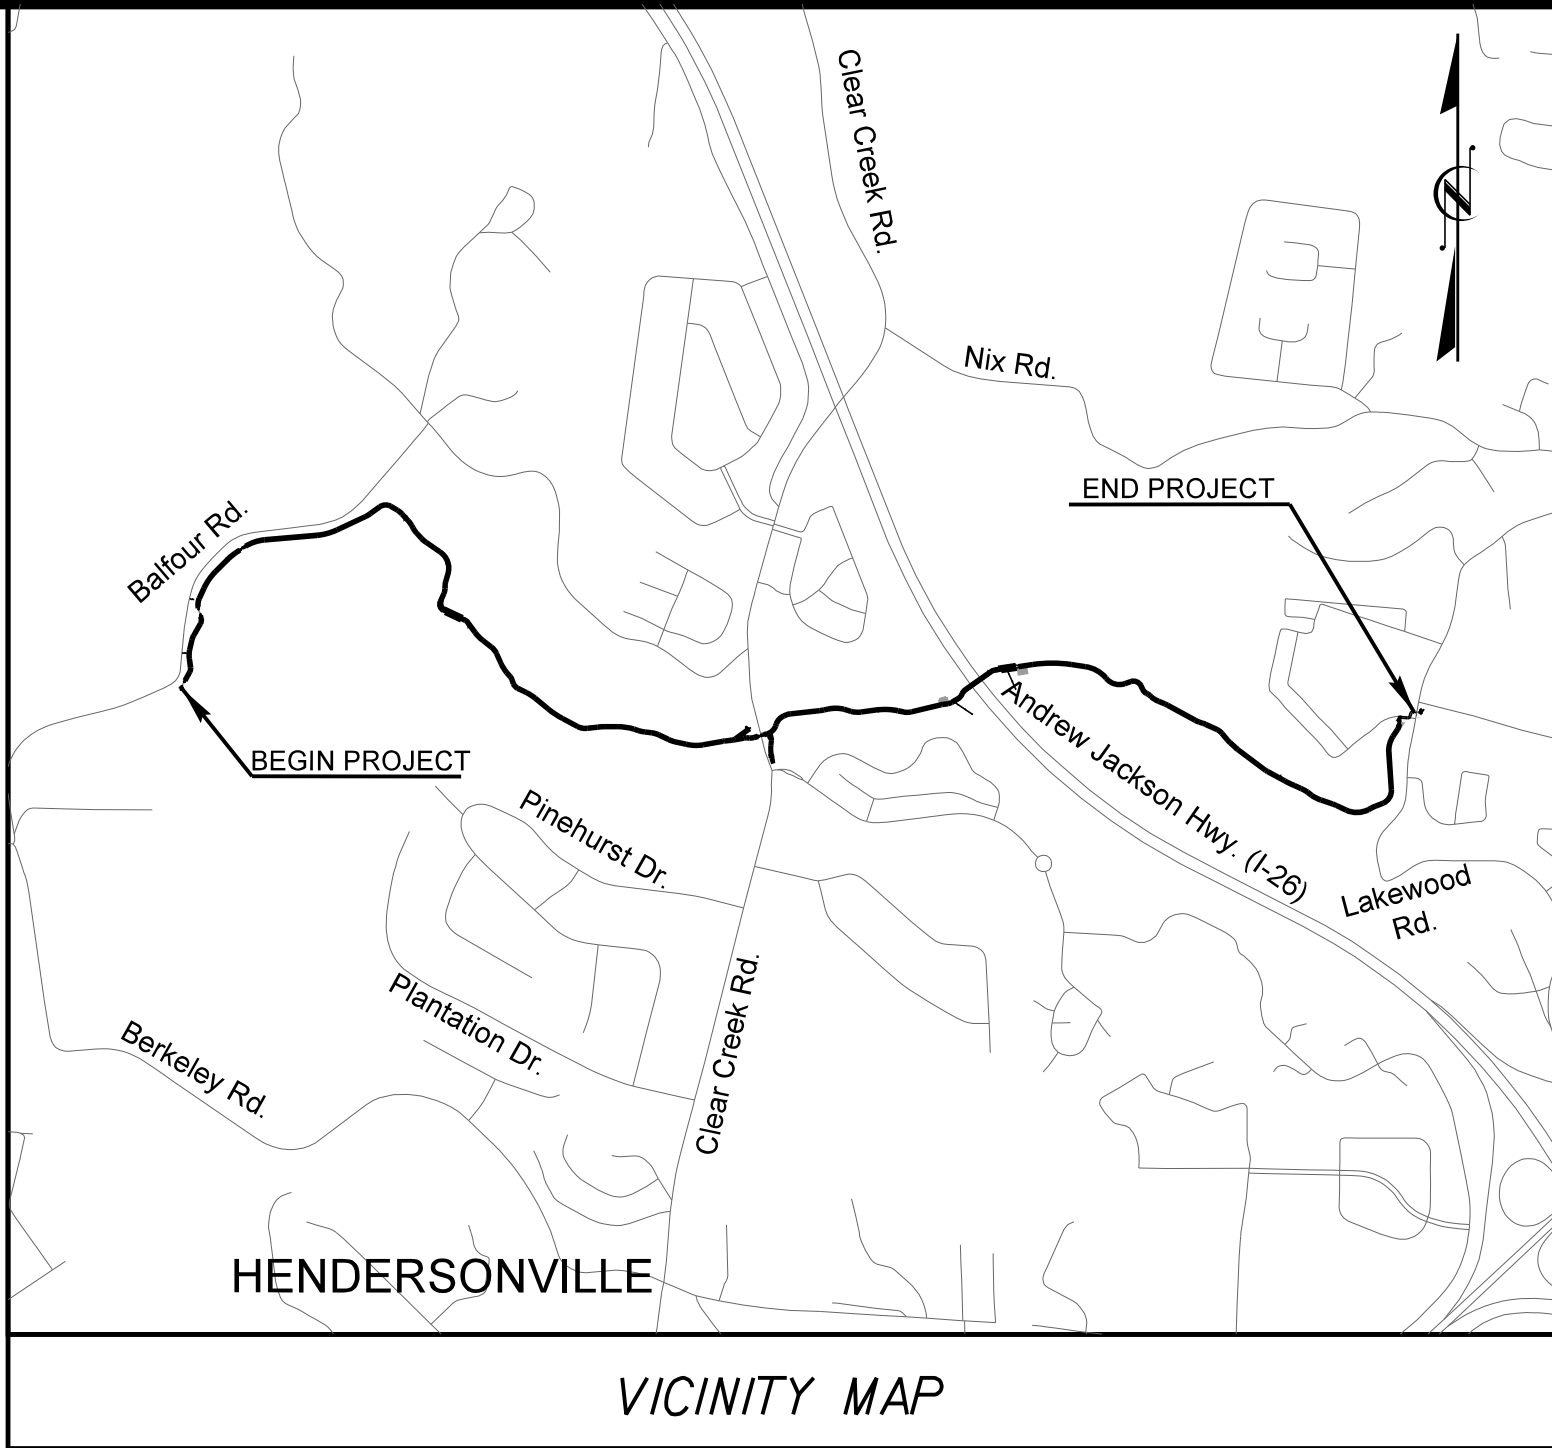 Clear Creek Rd.
Nix Rd.
END PROJECT
Balfour Rd.
BEGIN PROJECT
Andrew Jackson Hwy. (I-26)
Pinehurst Dr.
Lakewood
Rd.
Plantation Dr.
Clear Creek Rd.
Berkeley Rd.
HENDERSONVILLE
VICINITY MAP
N